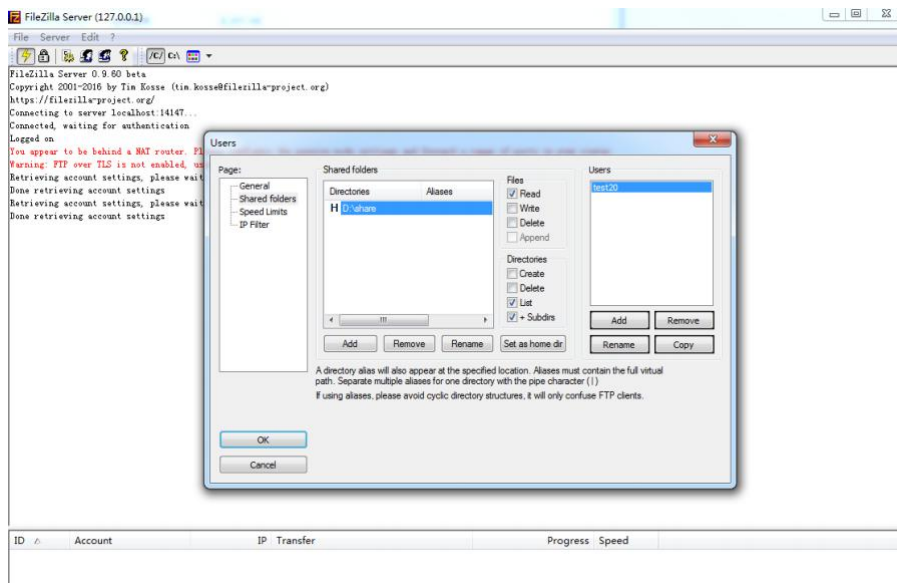 FileZilla Server (127.0.0.1)
File Server Edit ?
/C/ C:\
FileZilla Server 0.9.60 beta
Copyright 2001-2016 by Tim Kosse (tim.kosse@filezilla-project.org)
https://filezilla-project.org/
Connecting to server localhost:14147...
Connected, waiting for authentication
Logged on
You appear to be behind a NAT router.
Warning: FTP over TLS is not enabled,
Retrieving account settings, please wait
Done retrieving account settings
Retrieving account settings, please wait
Done retrieving account settings
Users
Page:
General
Shared folders
Speed Limits
IP Filter
Shared folders
Directories Aliases
H D:\share
Files
Read
Write
Delete
Append
Directories
Create
Delete
List
+ Subdirs
Add Remove Rename Set as home dir
Users
test20
Add Remove
Rename Copy
A directory alias will also appear at the specified location. Aliases must contain the full virtual
path. Separate multiple aliases for one directory with the pipe character (|)
If using aliases, please avoid cyclic directory structures, it will only confuse FTP clients.
OK
Cancel
ID Account IP Transfer Progress Speed